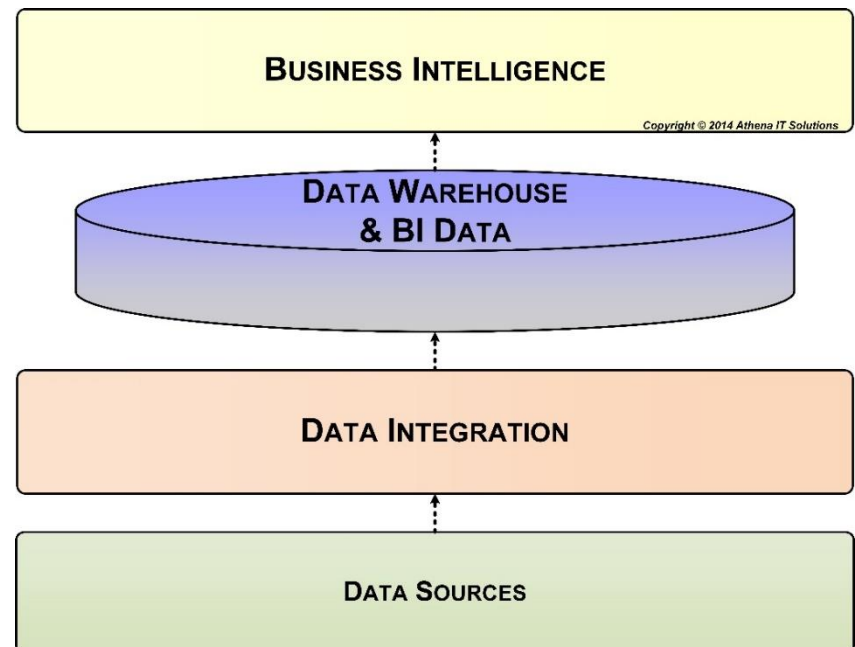 BUSINESS INTELLIGENCE
Copyright © 2014 Athena IT Solutions
DATA WAREHOUSE
& BI DATA
DATA INTEGRATION
DATA SOURCES